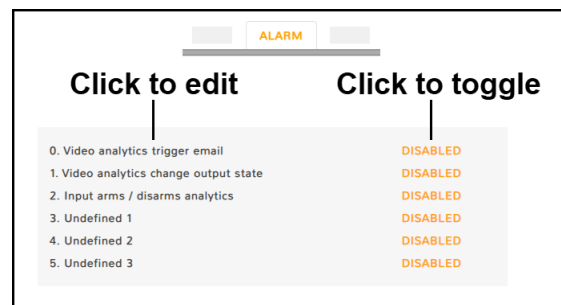 ALARM
Click to edit Click to toggle
0. Video analytics trigger email DISABLED
1. Video analytics change output state DISABLED
2. Input arms / disarms analytics DISABLED
3. Undefined 1 DISABLED
4. Undefined 2 DISABLED
5. Undefined 3 DISABLED